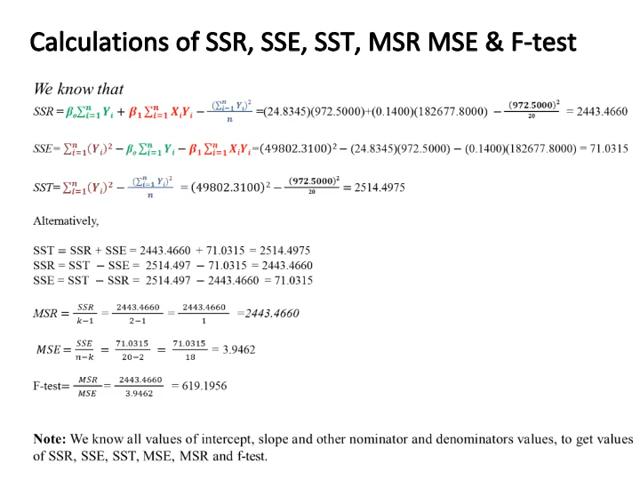 Calculations of SSR, SSE, SST, MSR MSE & F-test
We know that
SSR = βₒ∑ⁿᵢ₌₁ Yᵢ + β₁ ∑ⁿᵢ₌₁ XᵢYᵢ − (∑ⁿᵢ₌₁ Yᵢ)²/n =(24.8345)(972.5000)+(0.1400)(182677.8000) − (972.5000)²/20 = 2443.4660
SSE= ∑ⁿᵢ₌₁(Yᵢ)² − βₒ ∑ⁿᵢ₌₁ Yᵢ − β₁ ∑ⁿᵢ₌₁ XᵢYᵢ =(49802.3100)² − (24.8345)(972.5000) − (0.1400)(182677.8000) = 71.0315
SST= ∑ⁿᵢ₌₁(Yᵢ)² − (∑ⁿᵢ₌₁ Yᵢ)²/n = (49802.3100)² − (972.5000)²/20 = 2514.4975
Alternatively,
SST = SSR + SSE = 2443.4660 + 71.0315 = 2514.4975
SSR = SST − SSE = 2514.497 − 71.0315 = 2443.4660
SSE = SST − SSR = 2514.497 − 2443.4660 = 71.0315
MSR = SSR/k−1 = 2443.4660/2−1 = 2443.4660/1 =2443.4660
MSE = SSE/n−k = 71.0315/20−2 = 71.0315/18 = 3.9462
F-test= MSR/MSE = 2443.4660/3.9462 = 619.1956
Note: We know all values of intercept, slope and other nominator and denominators values, to get values
of SSR, SSE, SST, MSE, MSR and f-test.